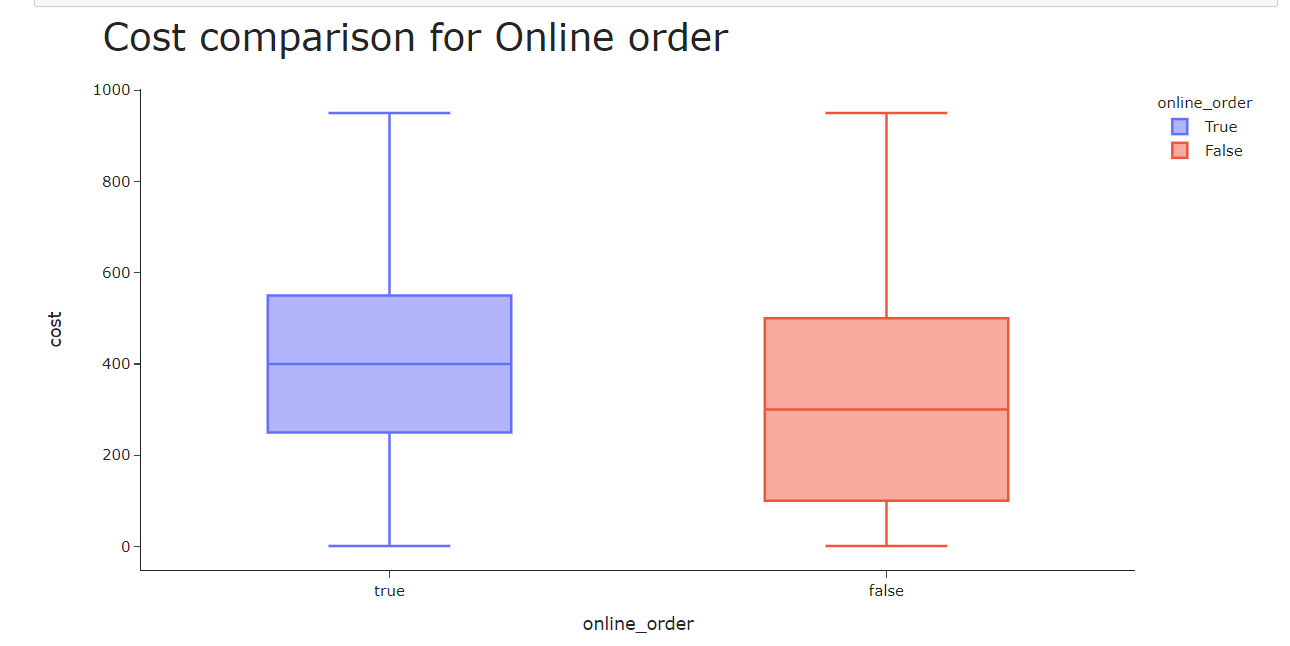 Cost comparison for Online order
1000
800
600
400
200
0
cost
true
false
online_order
online_order
True
False